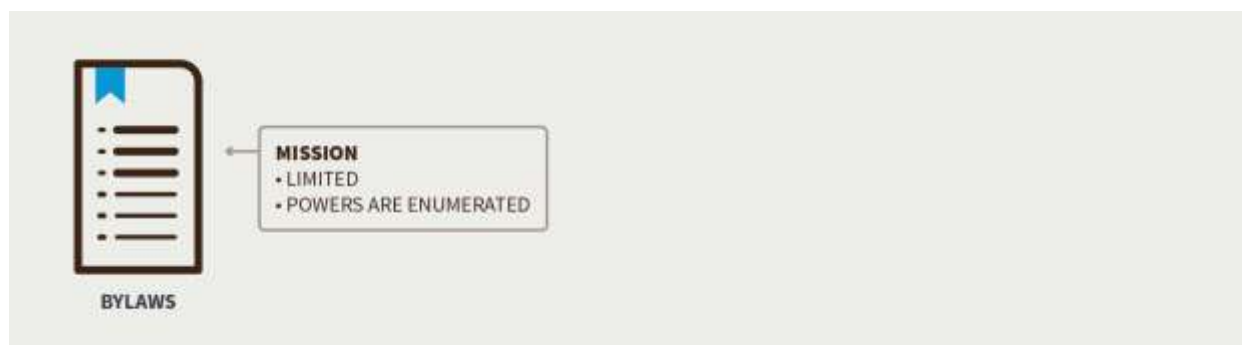 MISSION
• LIMITED
• POWERS ARE ENUMERATED
BYLAWS